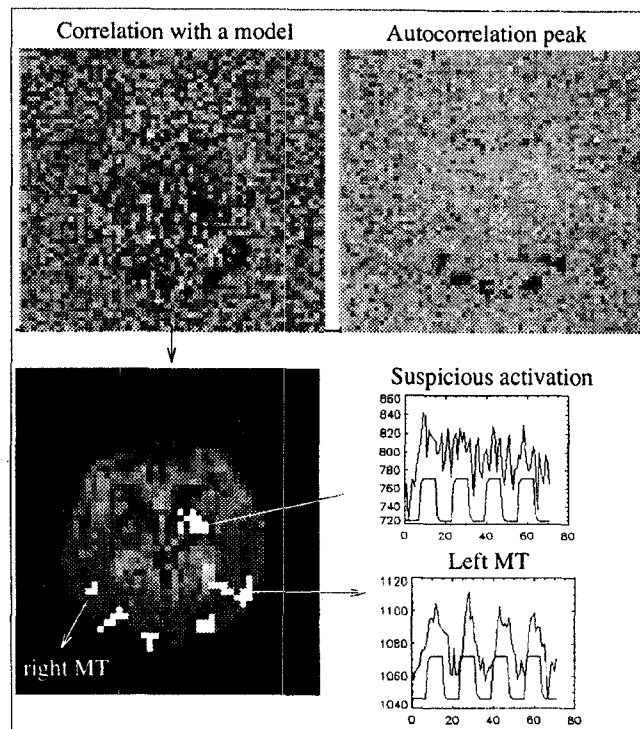 Correlation with a model
Autocorrelation peak
Suspicious activation
860
840
820
800
780
760
740
720
0 20 40 60 80
Left MT
1120
1100
1080
1060
1040
0 20 40 60 80
right MT